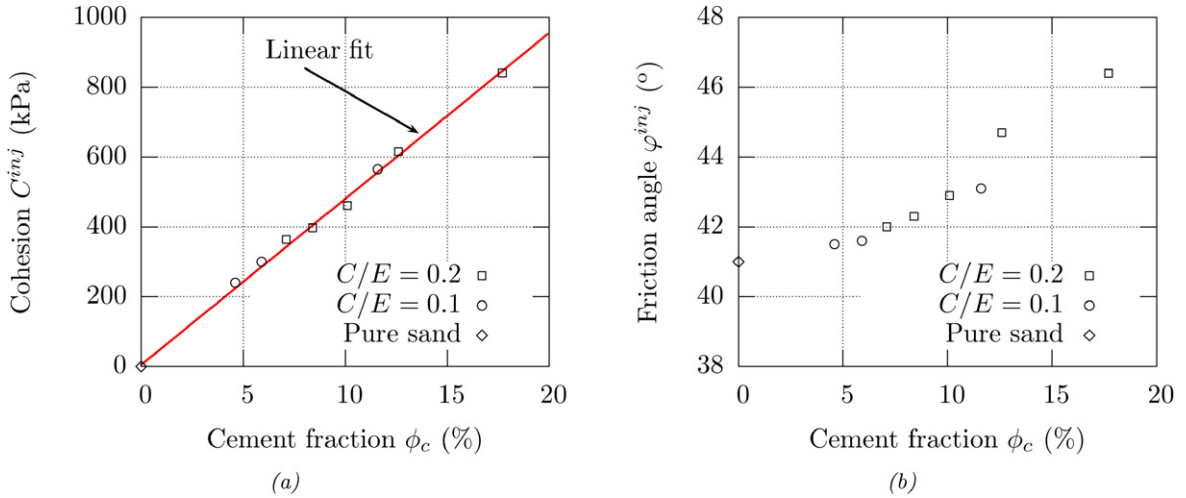 Cohesion C^{inj} (kPa)
1000
800
600
400
200
0
Linear fit
C/E = 0.2
C/E = 0.1
Pure sand
0 5 10 15 20
Cement fraction ϕ_c (%)
(a)
Friction angle φ^{inj} (°)
48
46
44
42
40
38
C/E = 0.2
C/E = 0.1
Pure sand
0 5 10 15 20
Cement fraction ϕ_c (%)
(b)